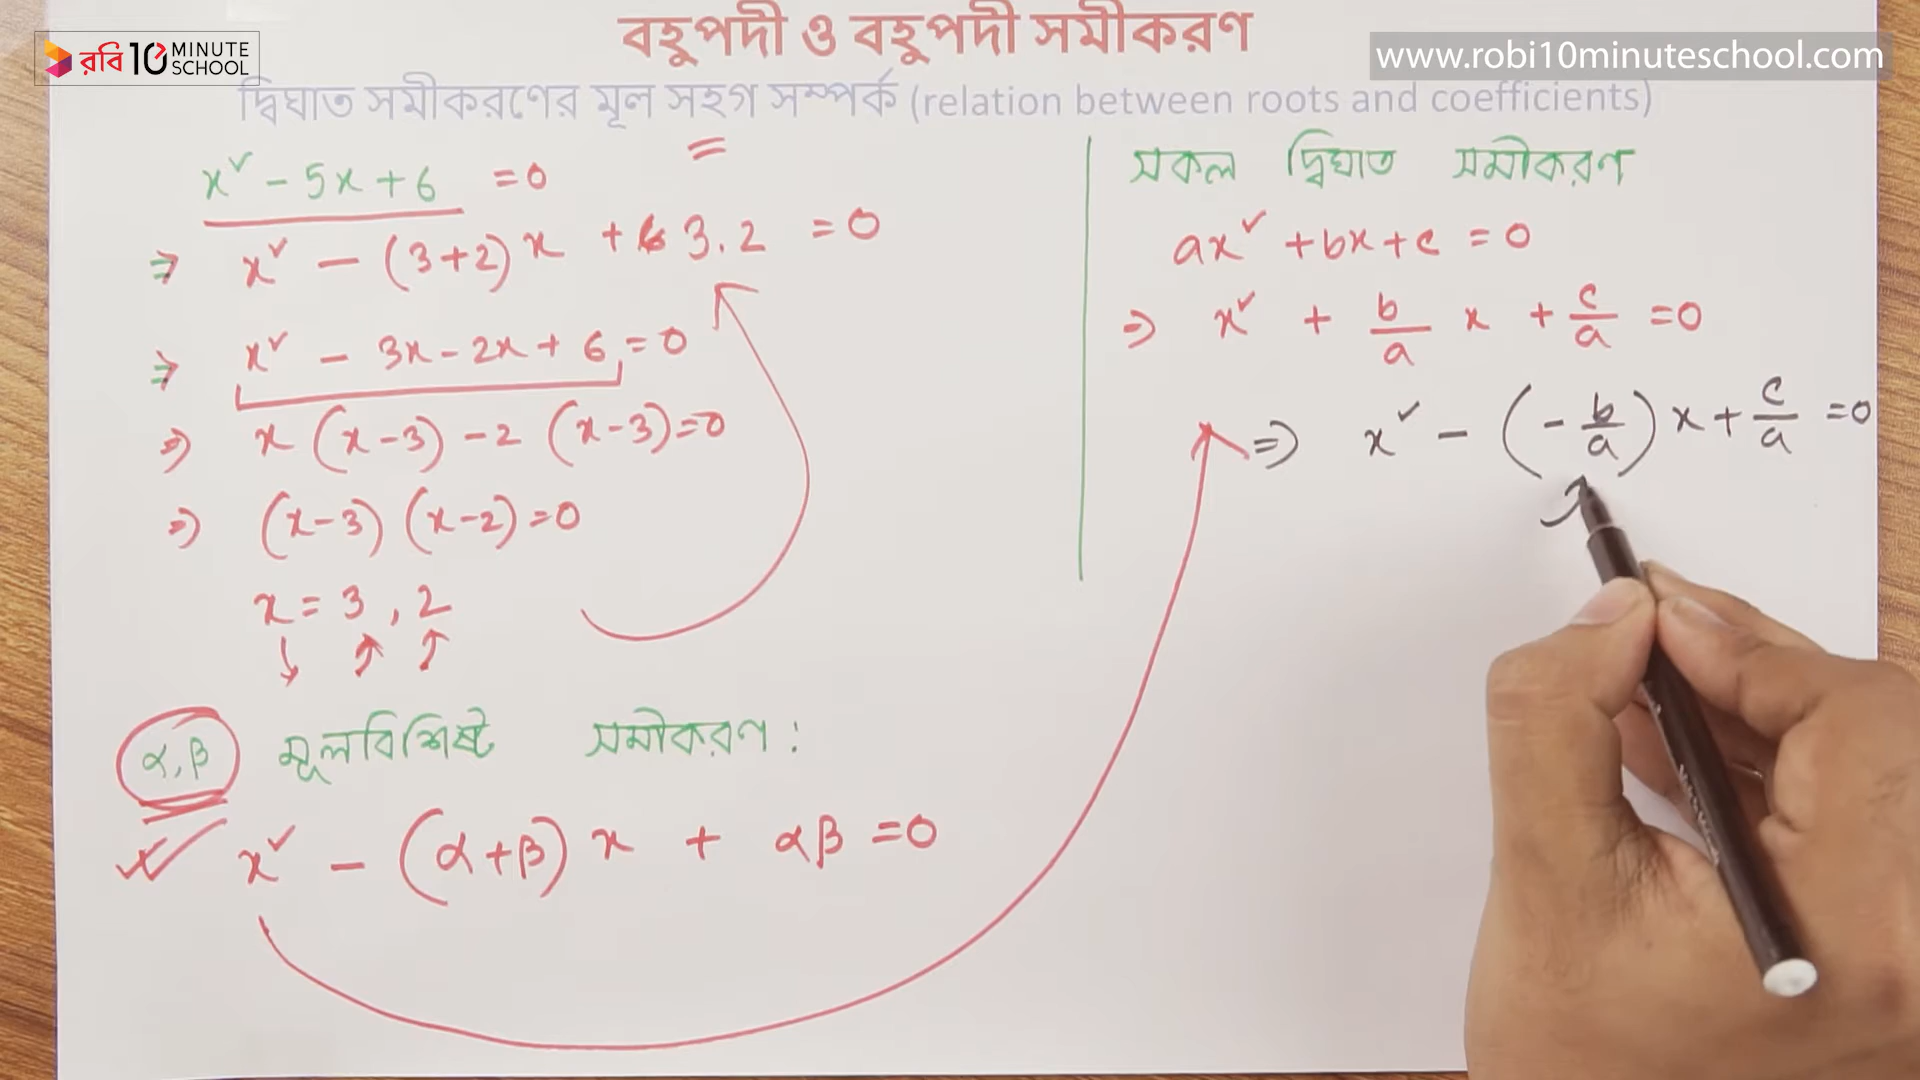 রবি 10 MINUTE SCHOOL
www.robi10minuteschool.com
বহুপদী ও বহুপদী সমীকরণ
দ্বিঘাত সমীকরণের মূল সহগ সম্পর্ক (relation between roots and coefficients)
x² - 5x + 6 = 0
⇒ x² - (3+2)x + 3.2 = 0
⇒ x² - 3x - 2x + 6 = 0
⇒ x(x-3) - 2(x-3) = 0
⇒ (x-3)(x-2) = 0
x = 3, 2
α, β মূলবিশিষ্ট সমীকরণ :
x² - (α+β)x + αβ = 0
সকল দ্বিঘাত সমীকরণ
ax² + bx + c = 0
⇒ x² + b/a x + c/a = 0
⇒ x² - (-b/a)x + c/a = 0